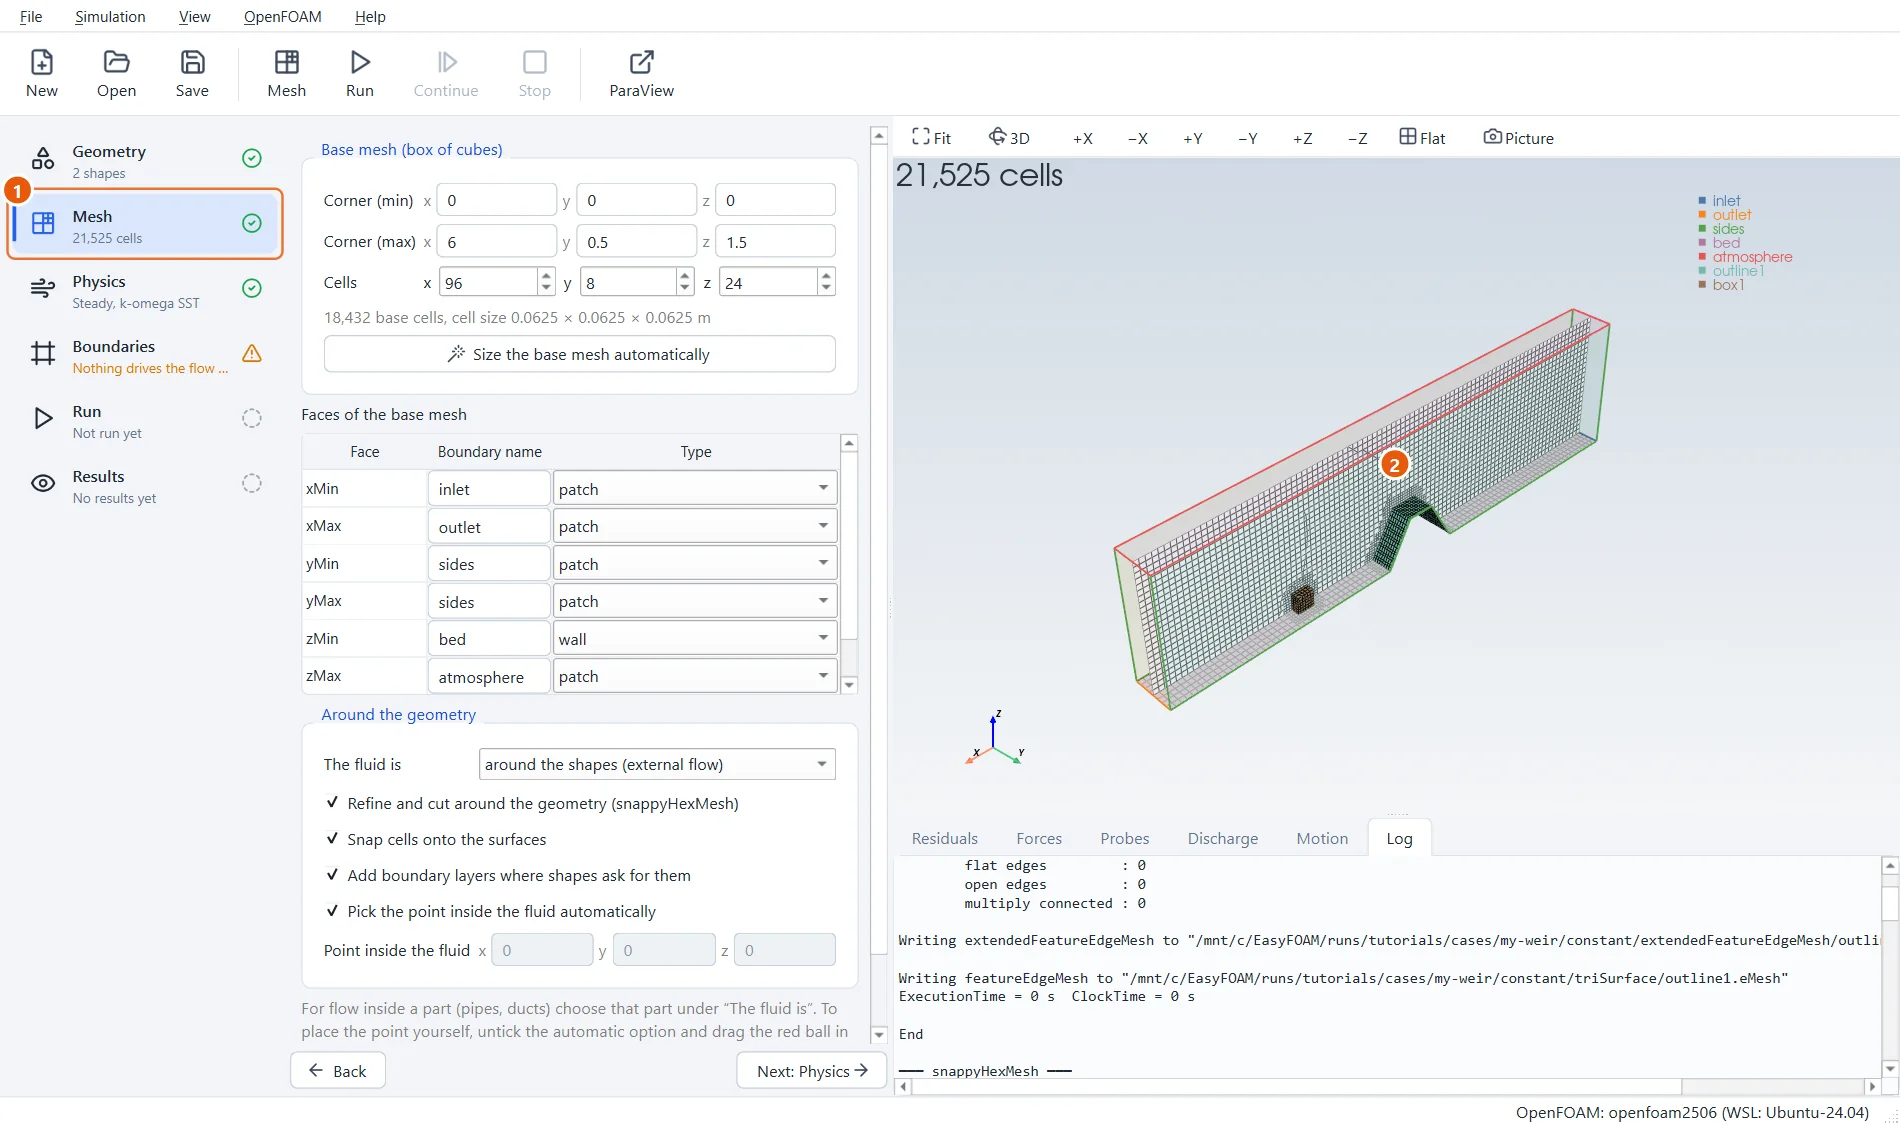 File Simulation View OpenFOAM Help
New Open Save Mesh Run Continue Stop ParaView
1
Geometry
2 shapes
Mesh
21,525 cells
Physics
Steady, k-omega SST
Boundaries
Nothing drives the flow ...
Run
Not run yet
Results
No results yet
Base mesh (box of cubes)
Corner (min) x 0 y 0 z 0
Corner (max) x 6 y 0.5 z 1.5
Cells x 96 y 8 z 24
18,432 base cells, cell size 0.0625 × 0.0625 × 0.0625 m
Size the base mesh automatically
Faces of the base mesh
Face Boundary name Type
xMin inlet patch
xMax outlet patch
yMin sides patch
yMax sides patch
zMin bed wall
zMax atmosphere patch
Around the geometry
The fluid is around the shapes (external flow)
Refine and cut around the geometry (snappyHexMesh)
Snap cells onto the surfaces
Add boundary layers where shapes ask for them
Pick the point inside the fluid automatically
Point inside the fluid x 0 y 0 z 0
For flow inside a part (pipes, ducts) choose that part under “The fluid is”. To
place the point yourself, untick the automatic option and drag the red ball in
Back Next: Physics
Fit 3D +X −X +Y −Y +Z −Z Flat Picture
21,525 cells
inlet
outlet
sides
bed
atmosphere
outline1
box1
2
Z
X Y
Residuals Forces Probes Discharge Motion Log
flat edges : 0
open edges : 0
multiply connected : 0
Writing extendedFeatureEdgeMesh to "/mnt/c/EasyFOAM/runs/tutorials/cases/my-weir/constant/extendedFeatureEdgeMesh/outli
Writing featureEdgeMesh to "/mnt/c/EasyFOAM/runs/tutorials/cases/my-weir/constant/triSurface/outline1.eMesh"
ExecutionTime = 0 s ClockTime = 0 s
End
━━━ snappyHexMesh ━━━
OpenFOAM: openfoam2506 (WSL: Ubuntu-24.04)